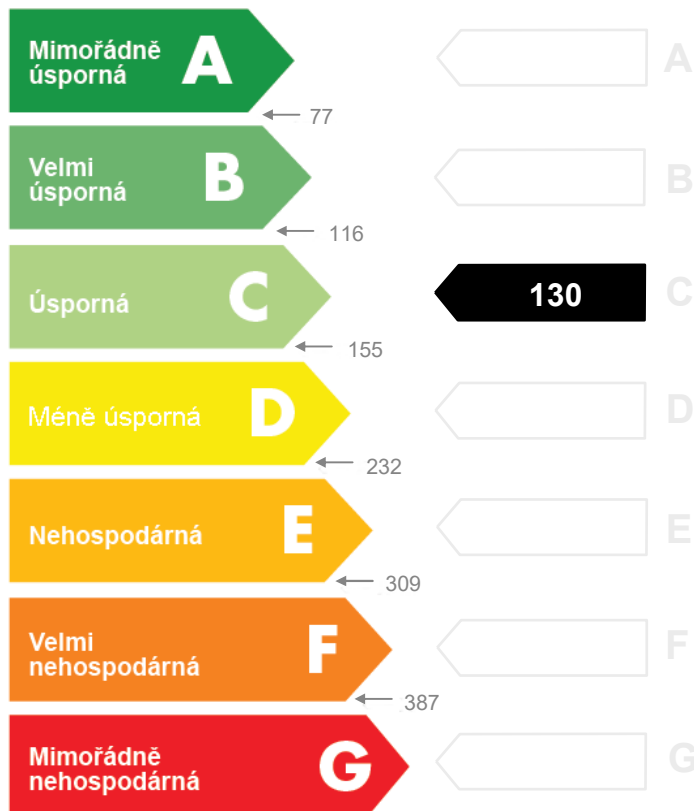 Mimořádně
úsporná
A
A
77
Velmi
úsporná
B
B
116
Úsporná
C
130
C
155
Méně úsporná
D
D
232
Nehospodárná
E
E
309
Velmi
nehospodárná
F
F
387
Mimořádně
nehospodárná
G
G